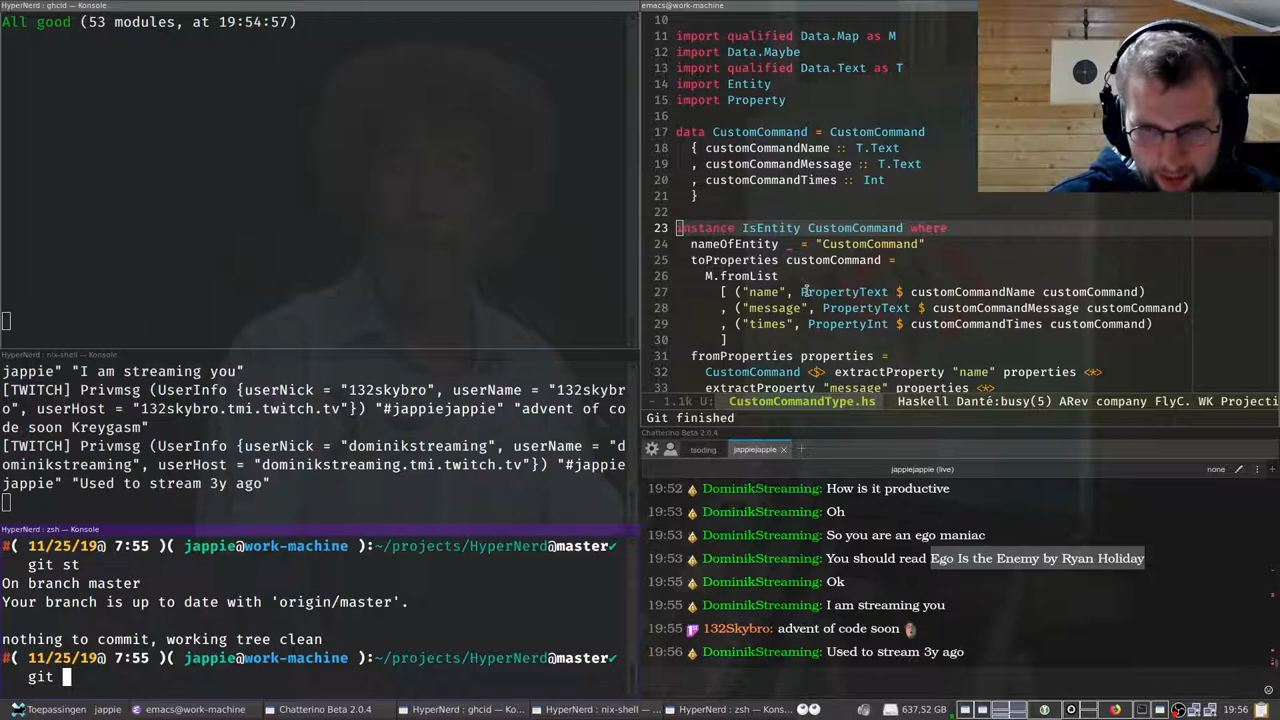 HyperNerd : ghcid — Konsole
All good (53 modules, at 19:54:57)
HyperNerd : nix-shell — Konsole
jappie" "I am streaming you"
[TWITCH] Privmsg (UserInfo {userNick = "132skybro", userName = "132skybr
o", userHost = "132skybro.tmi.twitch.tv"}) "#jappiejappie" "advent of co
de soon Kreygasm"
[TWITCH] Privmsg (UserInfo {userNick = "dominikstreaming", userName = "d
ominikstreaming", userHost = "dominikstreaming.tmi.twitch.tv"}) "#jappie
jappie" "Used to stream 3y ago"
HyperNerd : zsh — Konsole
#( 11/25/19@ 7:55 )( jappie@work-machine ):~/projects/HyperNerd@master✔
git st
On branch master
Your branch is up to date with 'origin/master'.
nothing to commit, working tree clean
#( 11/25/19@ 7:55 )( jappie@work-machine ):~/projects/HyperNerd@master✔
git
emacs@work-machine
10
11 import qualified Data.Map as M
12 import Data.Maybe
13 import qualified Data.Text as T
14 import Entity
15 import Property
16
17 data CustomCommand = CustomCommand
18 { customCommandName :: T.Text
19 , customCommandMessage :: T.Text
20 , customCommandTimes :: Int
21 }
22
23 instance IsEntity CustomCommand where
24 nameOfEntity _ = "CustomCommand"
25 toProperties customCommand =
26 M.fromList
27 [ ("name", PropertyText $ customCommandName customCommand)
28 , ("message", PropertyText $ customCommandMessage customCommand)
29 , ("times", PropertyInt $ customCommandTimes customCommand)
30 ]
31 fromProperties properties =
32 CustomCommand <$> extractProperty "name" properties <*>
33 extractProperty "message" properties <*>
- 1.1k U: CustomCommandType.hs Haskell Danté:busy(5) ARev company FlyC. WK Projecti
Git finished
Chatterino Beta 2.0.4
tsoding jappiejappie
jappiejappie (live) none
19:52 DominikStreaming: How is it productive
19:53 DominikStreaming: Oh
19:53 DominikStreaming: So you are an ego maniac
19:53 DominikStreaming: You should read Ego Is the Enemy by Ryan Holiday
19:55 DominikStreaming: Ok
19:55 DominikStreaming: I am streaming you
19:55 132Skybro: advent of code soon
19:56 DominikStreaming: Used to stream 3y ago
Toepassingen jappie emacs@work-machine Chatterino Beta 2.0.4 HyperNerd : ghcid — Ko... HyperNerd : nix-shell — ... HyperNerd : zsh — Kons... 637,52 GB 19:56